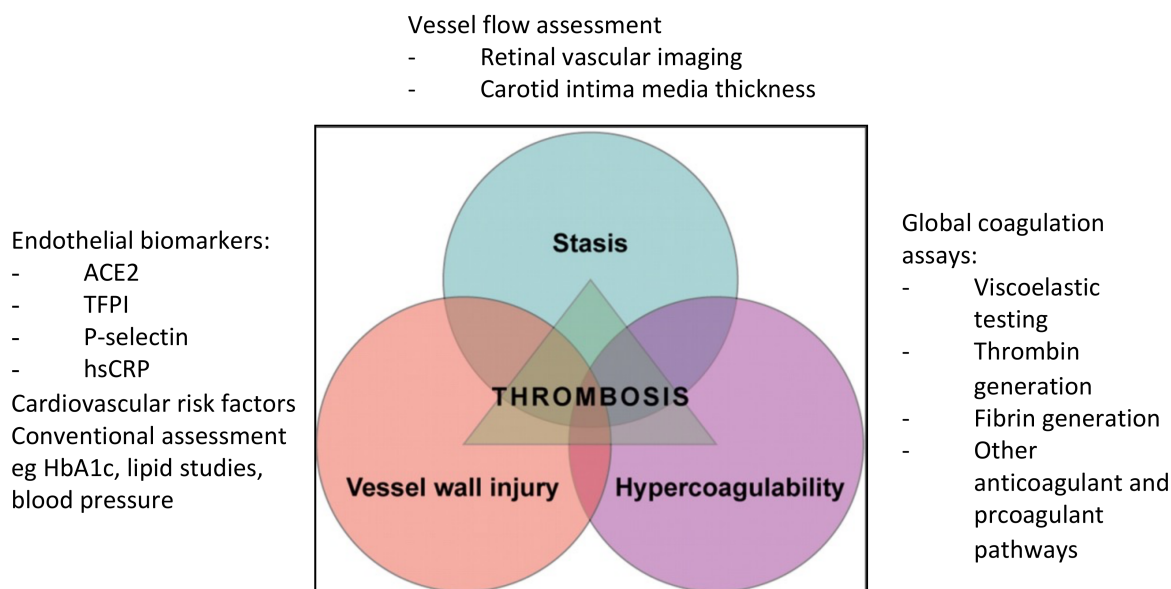 Vessel flow assessment
- Retinal vascular imaging
- Carotid intima media thickness
Endothelial biomarkers:
- ACE2
- TFPI
- P-selectin
- hsCRP
Cardiovascular risk factors
Conventional assessment
eg HbA1c, lipid studies,
blood pressure
Stasis
THROMBOSIS
Vessel wall injury
Hypercoagulability
Global coagulation
assays:
- Viscoelastic
testing
- Thrombin
generation
- Fibrin generation
- Other
anticoagulant and
prcoagulant
pathways